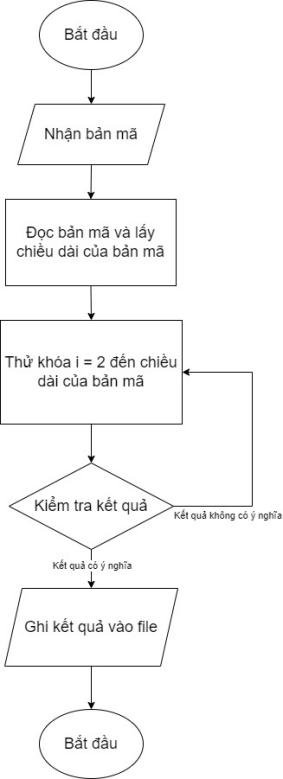 Bắt đầu
Nhận bản mã
Đọc bản mã và lấy
chiều dài của bản mã
Thử khóa i = 2 đến chiều
dài của bản mã
Kiểm tra kết quả
Kết quả không có ý nghĩa
Kết quả có ý nghĩa
Ghi kết quả vào file
Bắt đầu